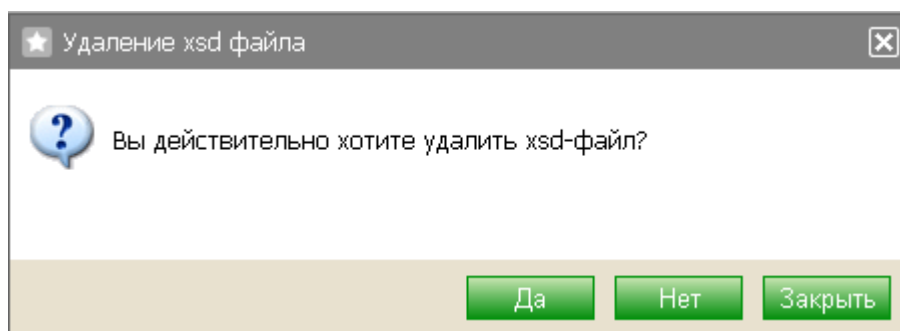 Удаление xsd файла
Вы действительно хотите удалить xsd-файл?
Да Нет Закрыть